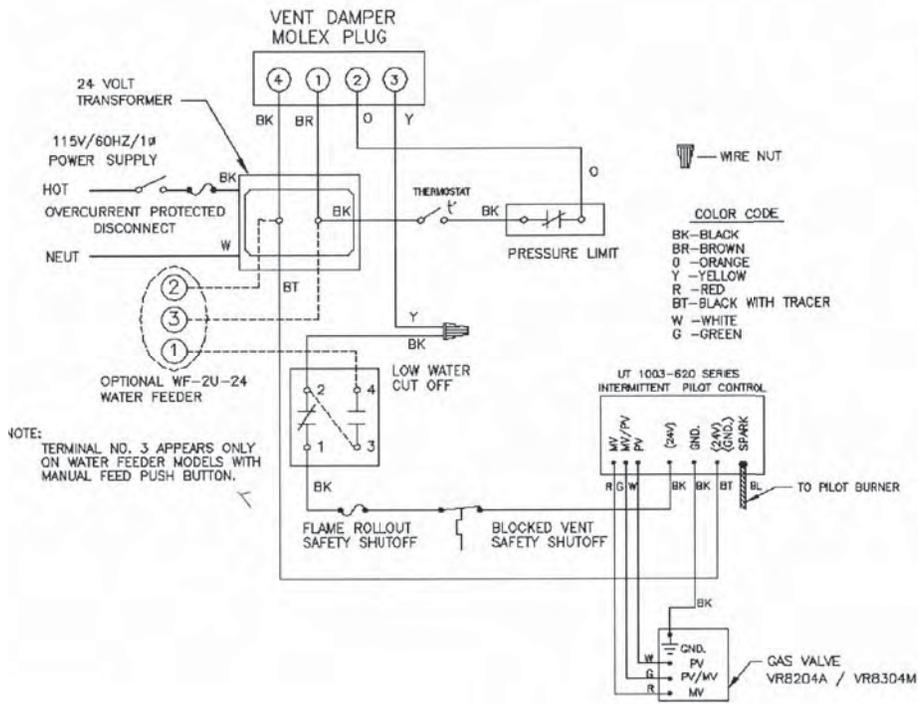 VENT DAMPER
MOLEX PLUG
4 1 2 3
BK BR O Y
24 VOLT
TRANSFORMER
115V/60HZ/1ø
POWER SUPPLY
HOT
BK
OVERCURRENT PROTECTED
DISCONNECT
NEUT
W
BK
THERMOSTAT
BK
O
PRESSURE LIMIT
WIRE NUT
COLOR CODE
BK-BLACK
BR-BROWN
O -ORANGE
Y -YELLOW
R -RED
BT-BLACK WITH TRACER
W -WHITE
G -GREEN
BT
2
3
1
OPTIONAL WF-2U-24
WATER FEEDER
Y
BK
LOW WATER
CUT OFF
2 4
1 3
BK
NOTE:
TERMINAL NO. 3 APPEARS ONLY
ON WATER FEEDER MODELS WITH
MANUAL FEED PUSH BUTTON.
FLAME ROLLOUT
SAFETY SHUTOFF
BLOCKED VENT
SAFETY SHUTOFF
UT 1003-620 SERIES
INTERMITTENT PILOT CONTROL
MV
MV/PV
PV
(24V)
GND.
(24V)
(GND.)
SPARK
R G W BK BK BT BL
TO PILOT BURNER
BK
GND.
W PV
G PV/MV
R MV
GAS VALVE
VR8204A / VR8304M